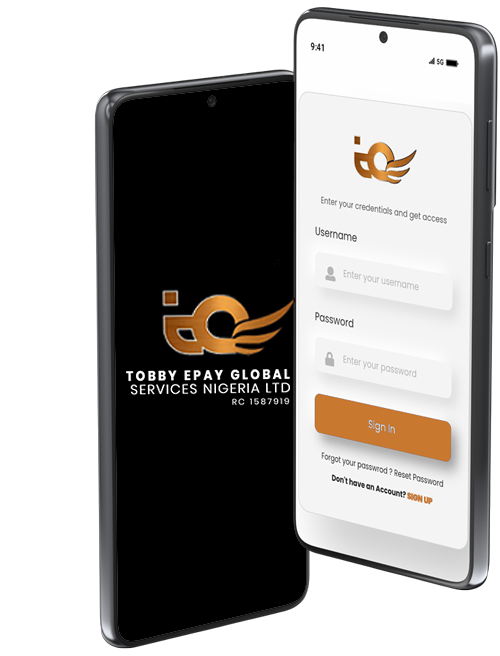 TOBBY EPAY GLOBAL
SERVICES NIGERIA LTD
RC 1587919
9:41
5G
Enter your credentials and get access
Username
Enter your username
Password
Enter your password
Sign In
Forgot your passwrod ? Reset Password
Don't have an Account? SIGN UP